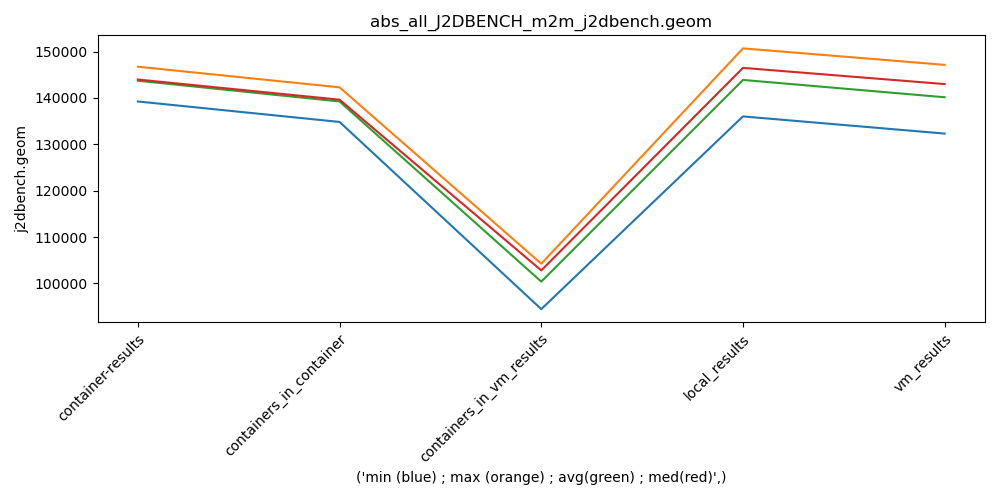 abs_all_J2DBENCH_m2m_j2dbench.geom
150000
140000
130000
120000
110000
100000
j2dbench.geom
container-results
containers_in_container
containers_in_vm_results
local_results
vm_results
('min (blue) ; max (orange) ; avg(green) ; med(red)',)